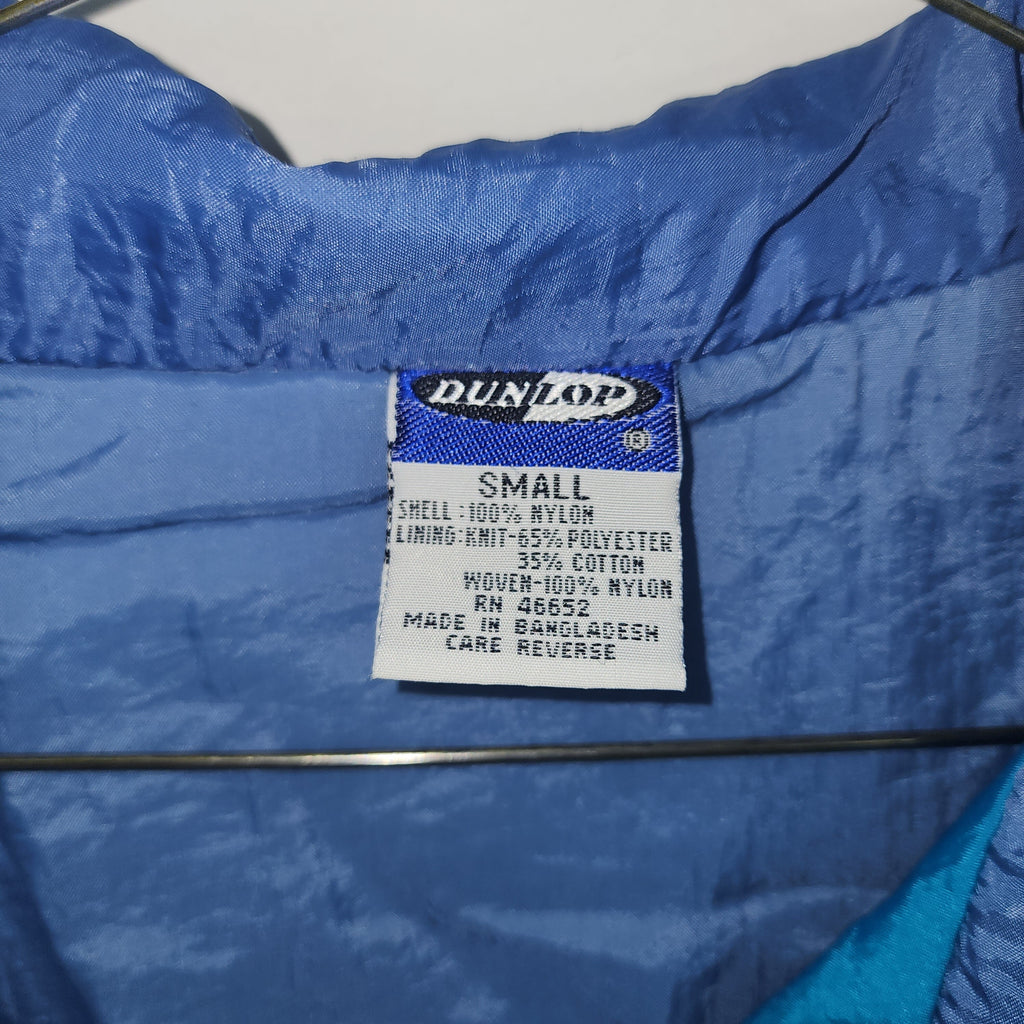 DUNLOP
®
SMALL
SHELL:100% NYLON
LINING:KNIT-65% POLYESTER
35% COTTON
WOVEN-100% NYLON
RN 46652
MADE IN BANGLADESH
CARE REVERSE